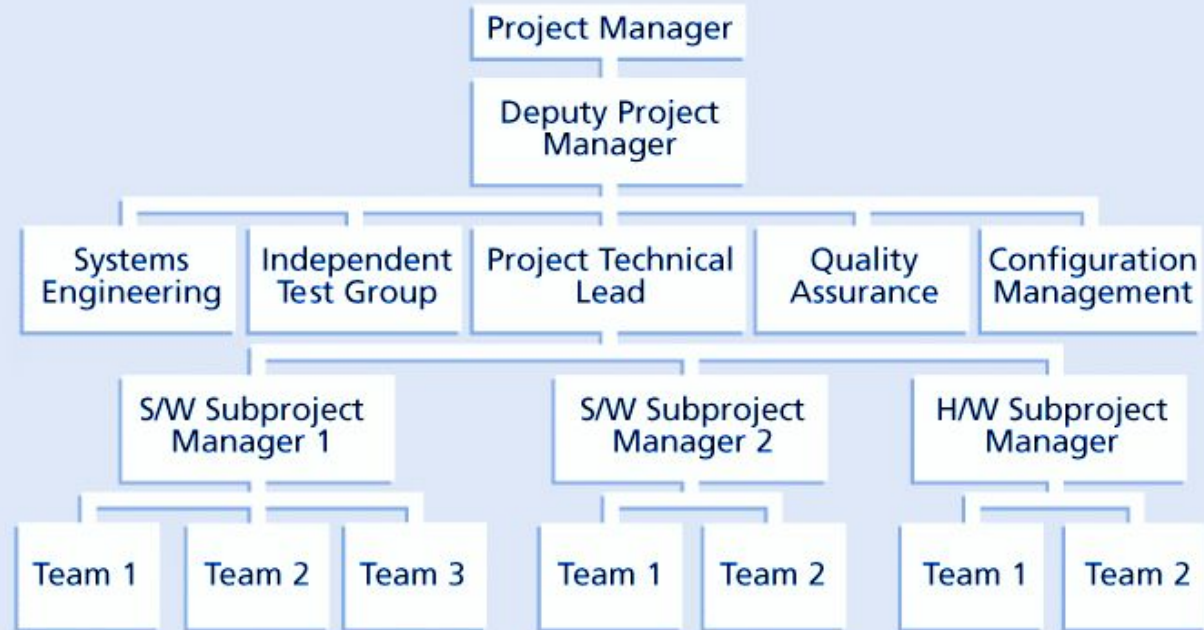 Project Manager
Deputy Project
Manager
Systems
Engineering
Independent
Test Group
Project Technical
Lead
Quality
Assurance
Configuration
Management
S/W Subproject
Manager 1
S/W Subproject
Manager 2
H/W Subproject
Manager
Team 1
Team 2
Team 3
Team 1
Team 2
Team 1
Team 2